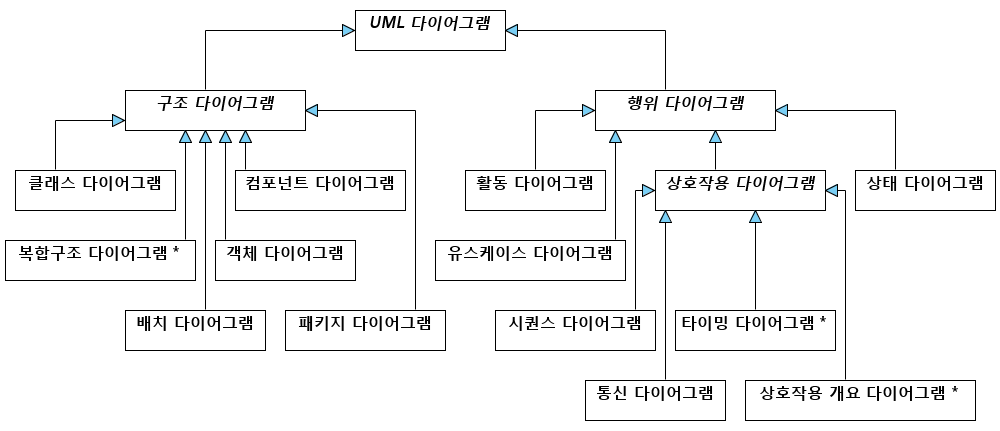 UML 다이어그램
구조 다이어그램
행위 다이어그램
클래스 다이어그램
컴포넌트 다이어그램
활동 다이어그램
상호작용 다이어그램
상태 다이어그램
복합구조 다이어그램 *
객체 다이어그램
유스케이스 다이어그램
배치 다이어그램
패키지 다이어그램
시퀀스 다이어그램
타이밍 다이어그램 *
통신 다이어그램
상호작용 개요 다이어그램 *